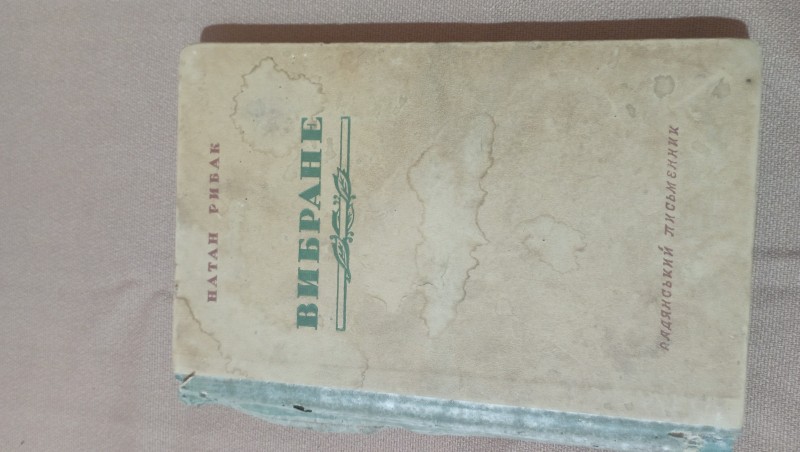 НАТАН РИБАК
ВИБРАНЕ
РАДЯНСЬКИЙ ПИСЬМЕННИК